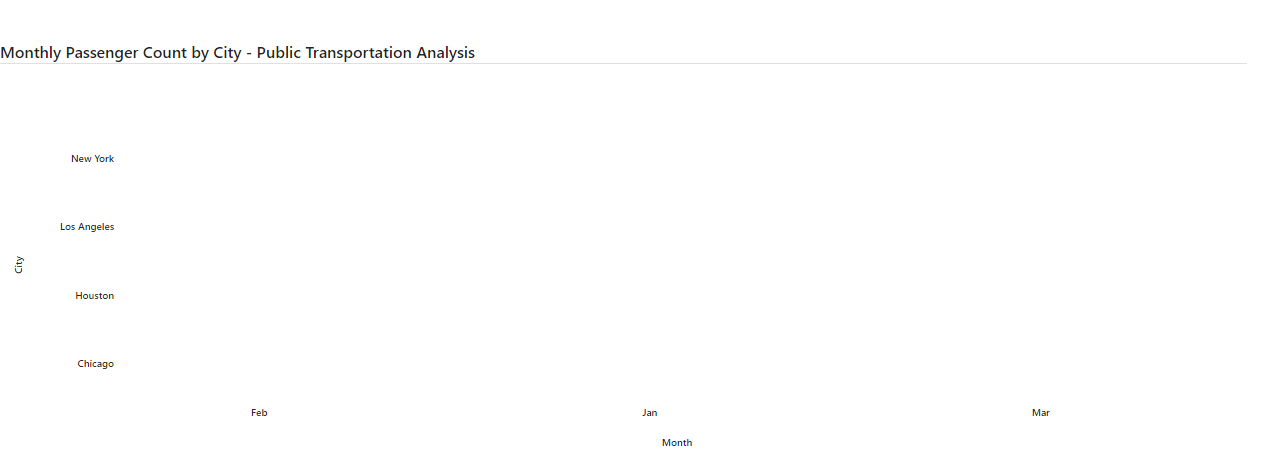 Monthly Passenger Count by City - Public Transportation Analysis
New York
Los Angeles
City
Houston
Chicago
Feb Jan Mar
Month